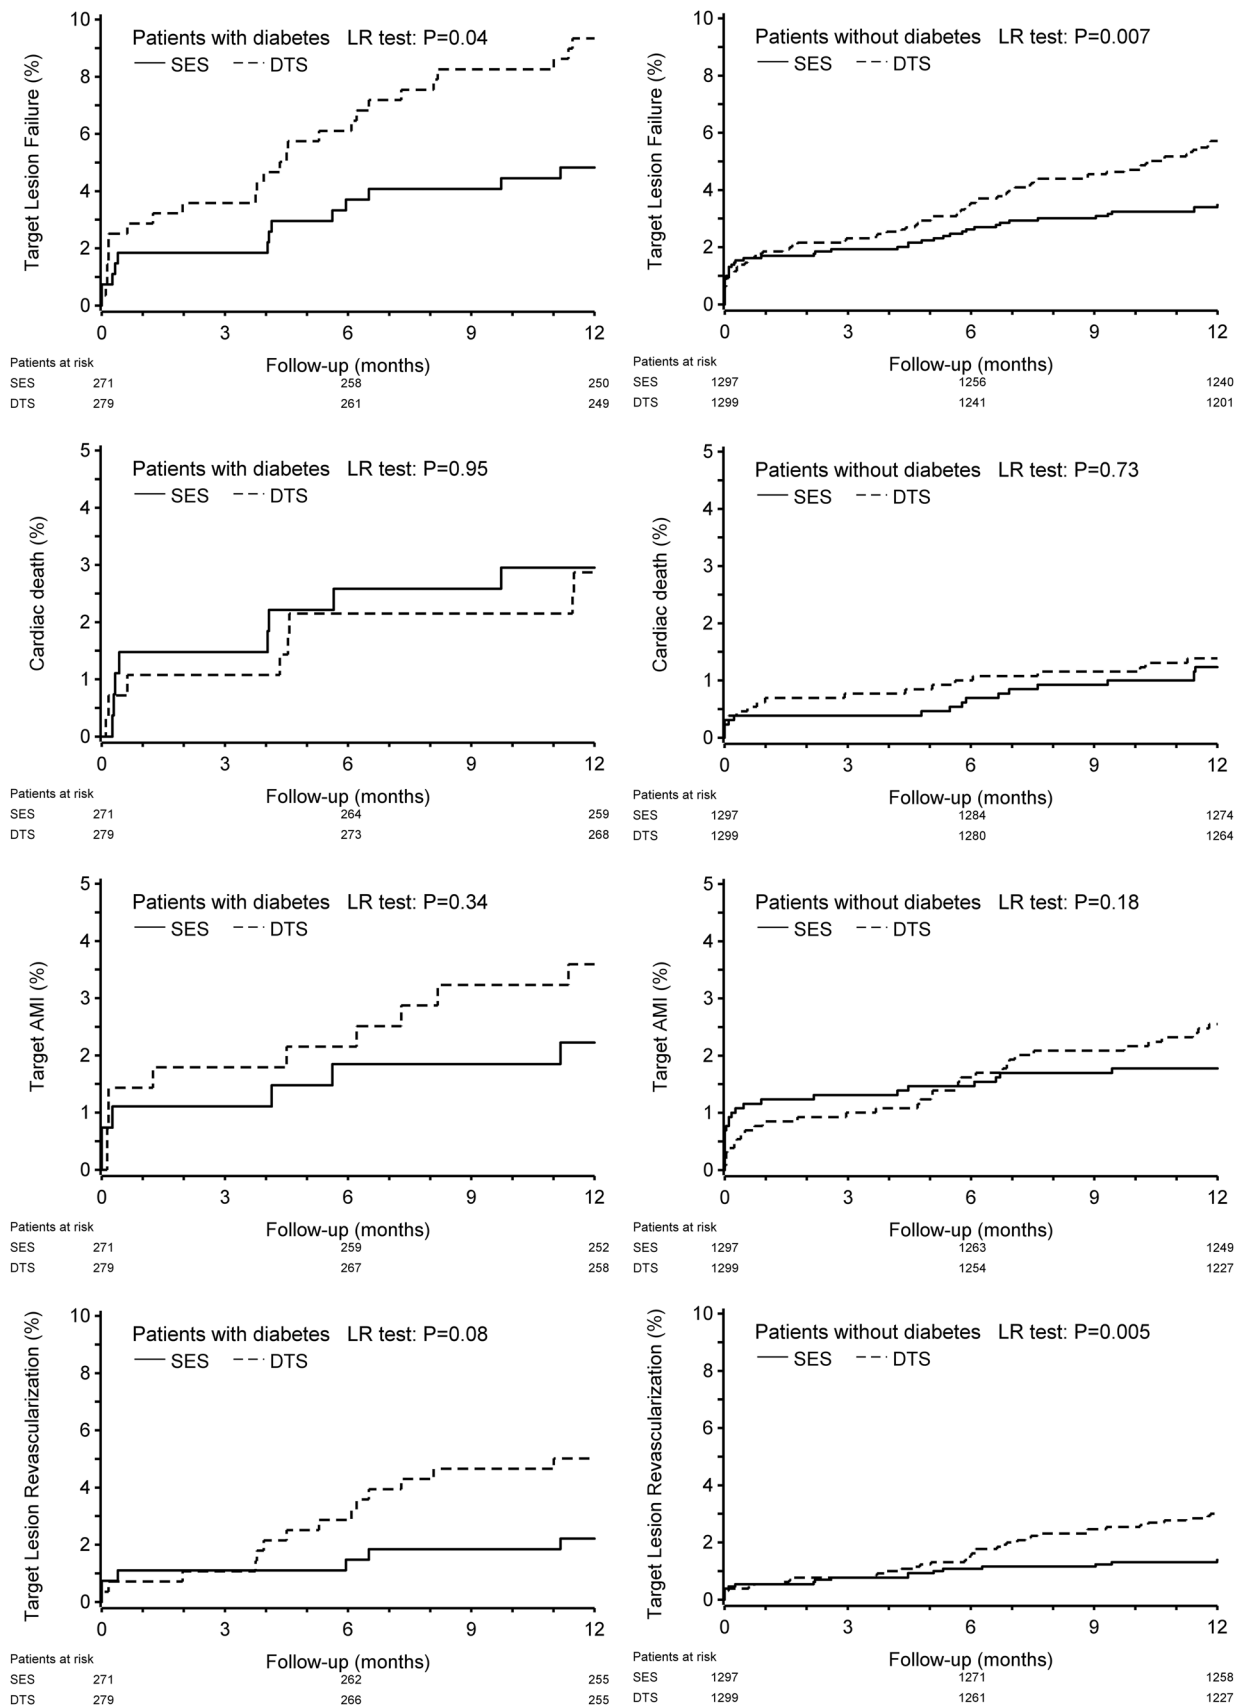 Patients with diabetes LR test: P=0.04
SES DTS
Target Lesion Failure (%)
10
8
6
4
2
0
0 3 6 9 12
Follow-up (months)
Patients at risk
SES 271 258 250
DTS 279 261 249
Patients without diabetes LR test: P=0.007
SES DTS
Target Lesion Failure (%)
10
8
6
4
2
0
0 3 6 9 12
Follow-up (months)
Patients at risk
SES 1297 1256 1240
DTS 1299 1241 1201
Patients with diabetes LR test: P=0.95
SES DTS
Cardiac death (%)
5
4
3
2
1
0
0 3 6 9 12
Follow-up (months)
Patients at risk
SES 271 264 259
DTS 279 273 268
Patients without diabetes LR test: P=0.73
SES DTS
Cardiac death (%)
5
4
3
2
1
0
0 3 6 9 12
Follow-up (months)
Patients at risk
SES 1297 1284 1274
DTS 1299 1280 1264
Patients with diabetes LR test: P=0.34
SES DTS
Target AMI (%)
5
4
3
2
1
0
0 3 6 9 12
Follow-up (months)
Patients at risk
SES 271 259 252
DTS 279 267 258
Patients without diabetes LR test: P=0.18
SES DTS
Target AMI (%)
5
4
3
2
1
0
0 3 6 9 12
Follow-up (months)
Patients at risk
SES 1297 1263 1249
DTS 1299 1254 1227
Patients with diabetes LR test: P=0.08
SES DTS
Target Lesion Revascularization (%)
10
8
6
4
2
0
0 3 6 9 12
Follow-up (months)
Patients at risk
SES 271 262 255
DTS 279 266 255
Patients without diabetes LR test: P=0.005
SES DTS
Target Lesion Revascularization (%)
10
8
6
4
2
0
0 3 6 9 12
Follow-up (months)
Patients at risk
SES 1297 1271 1258
DTS 1299 1261 1227